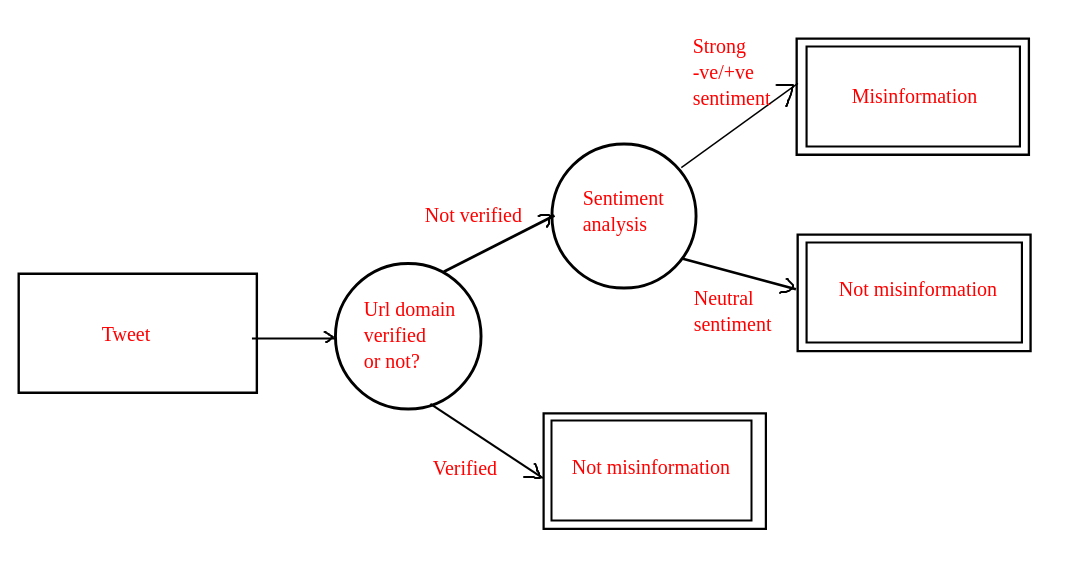 Tweet
Url domain
verified
or not?
Not verified
Verified
Sentiment
analysis
Strong
-ve/+ve
sentiment
Neutral
sentiment
Misinformation
Not misinformation
Not misinformation